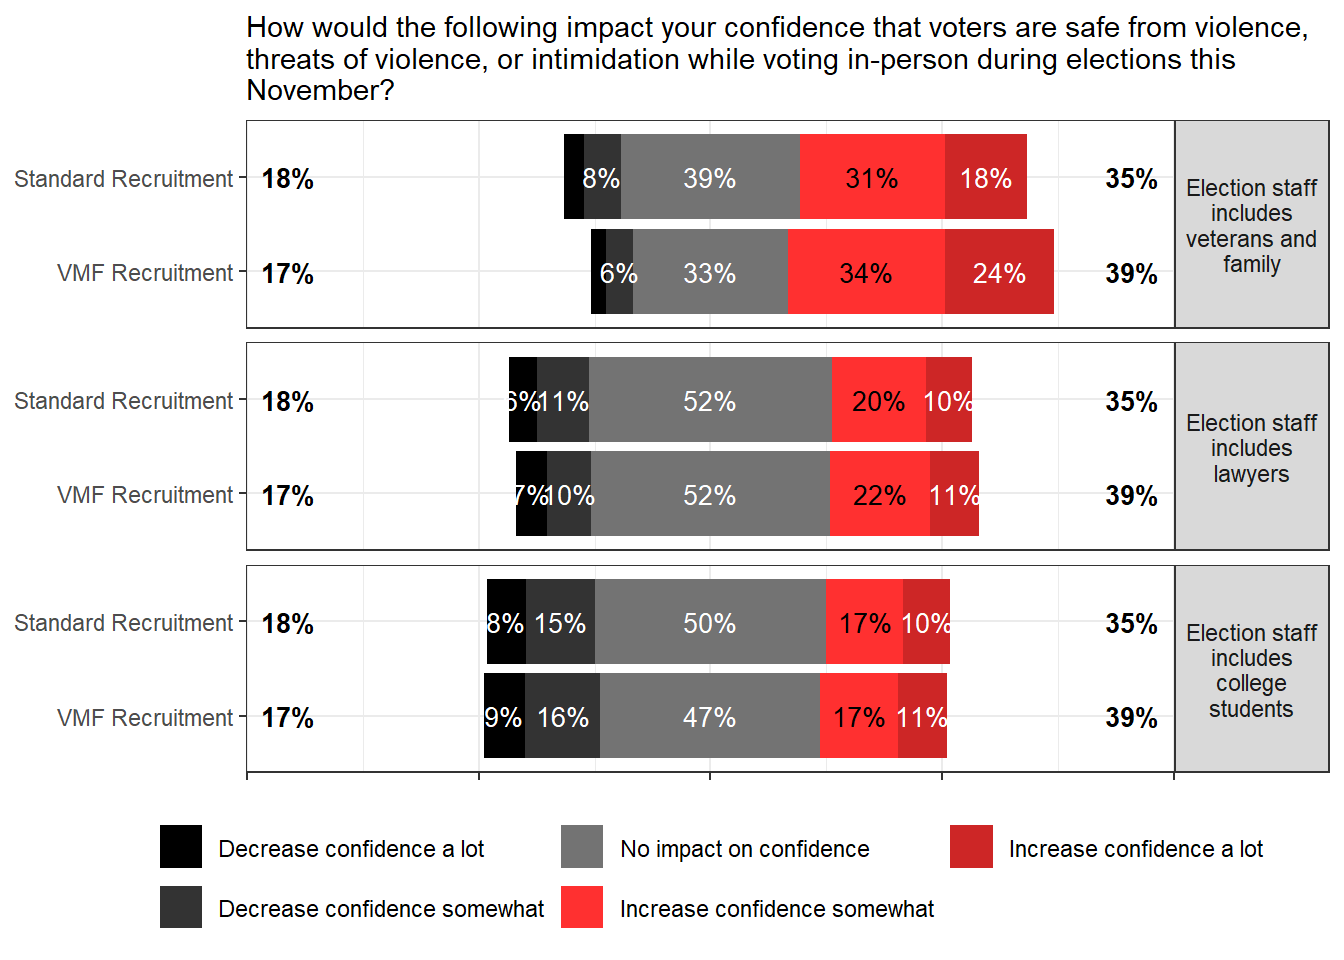 How would the following impact your confidence that voters are safe from violence,
threats of violence, or intimidation while voting in-person during elections this
November?
Standard Recruitment 18% 8% 39% 31% 18% 35%
VMF Recruitment 17% 6% 33% 34% 24% 39%
Election staff
includes
veterans and
family
Standard Recruitment 18% 6% 11% 52% 20% 10% 35%
VMF Recruitment 17% 7% 10% 52% 22% 11% 39%
Election staff
includes
lawyers
Standard Recruitment 18% 8% 15% 50% 17% 10% 35%
VMF Recruitment 17% 9% 16% 47% 17% 11% 39%
Election staff
includes
college
students
Decrease confidence a lot
No impact on confidence
Increase confidence a lot
Decrease confidence somewhat
Increase confidence somewhat